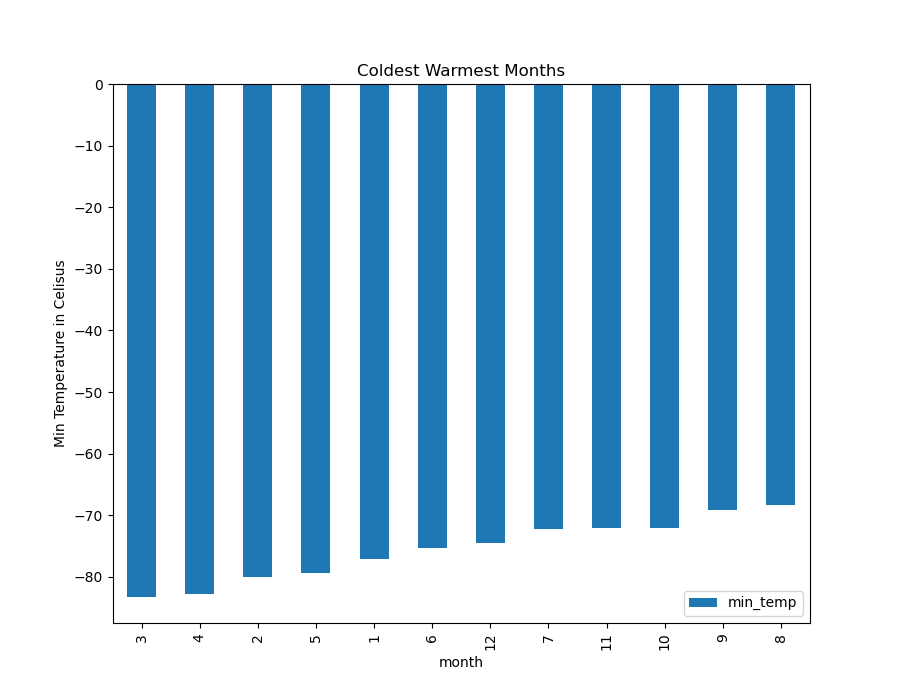 Coldest Warmest Months
0
−10
−20
−30
−40
−50
−60
−70
−80
Min Temperature in Celisus
min_temp
3 4 2 5 1 6 12 7 11 10 9 8
month